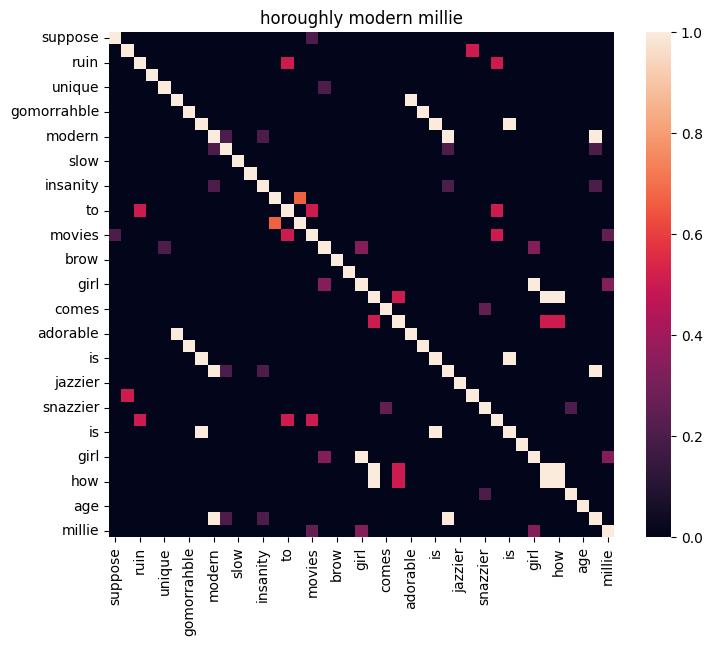 horoughly modern millie
suppose
ruin
unique
gomorrahble
modern
slow
insanity
to
movies
brow
girl
comes
adorable
is
jazzier
snazzier
is
girl
how
age
millie
1.0
0.8
0.6
0.4
0.2
0.0
suppose
ruin
unique
gomorrahble
modern
slow
insanity
to
movies
brow
girl
comes
adorable
is
jazzier
snazzier
is
girl
how
age
millie